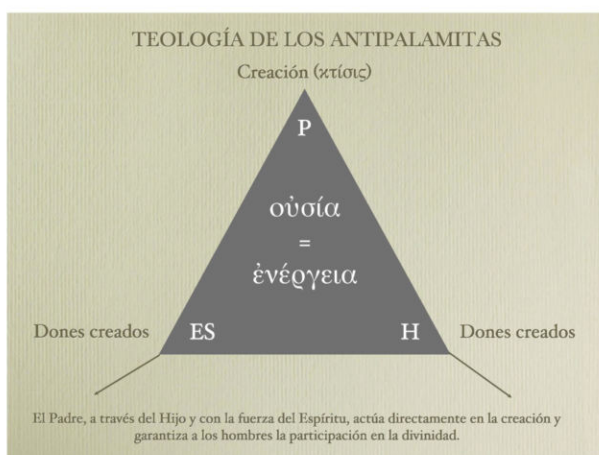 TEOLOGÍA DE LOS ANTIPALAMITAS
Creación (κτίσις)
P
οὐσία
=
ἐνέργεια
Dones creados
ES
H
Dones creados
El Padre, a través del Hijo y con la fuerza del Espíritu, actúa directamente en la creación y
garantiza a los hombres la participación en la divinidad.